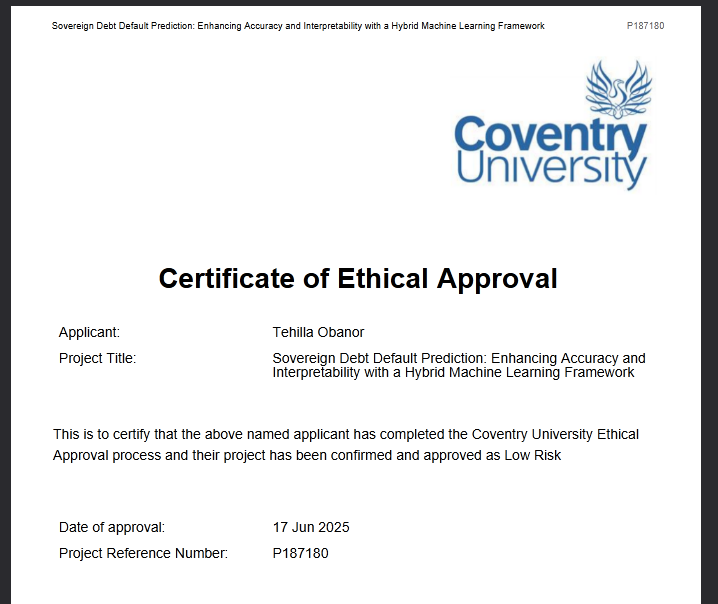 Sovereign Debt Default Prediction: Enhancing Accuracy and Interpretability with a Hybrid Machine Learning Framework P187180
Coventry
University
Certificate of Ethical Approval
Applicant: Tehilla Obanor
Project Title: Sovereign Debt Default Prediction: Enhancing Accuracy and
Interpretability with a Hybrid Machine Learning Framework
This is to certify that the above named applicant has completed the Coventry University Ethical
Approval process and their project has been confirmed and approved as Low Risk
Date of approval: 17 Jun 2025
Project Reference Number: P187180